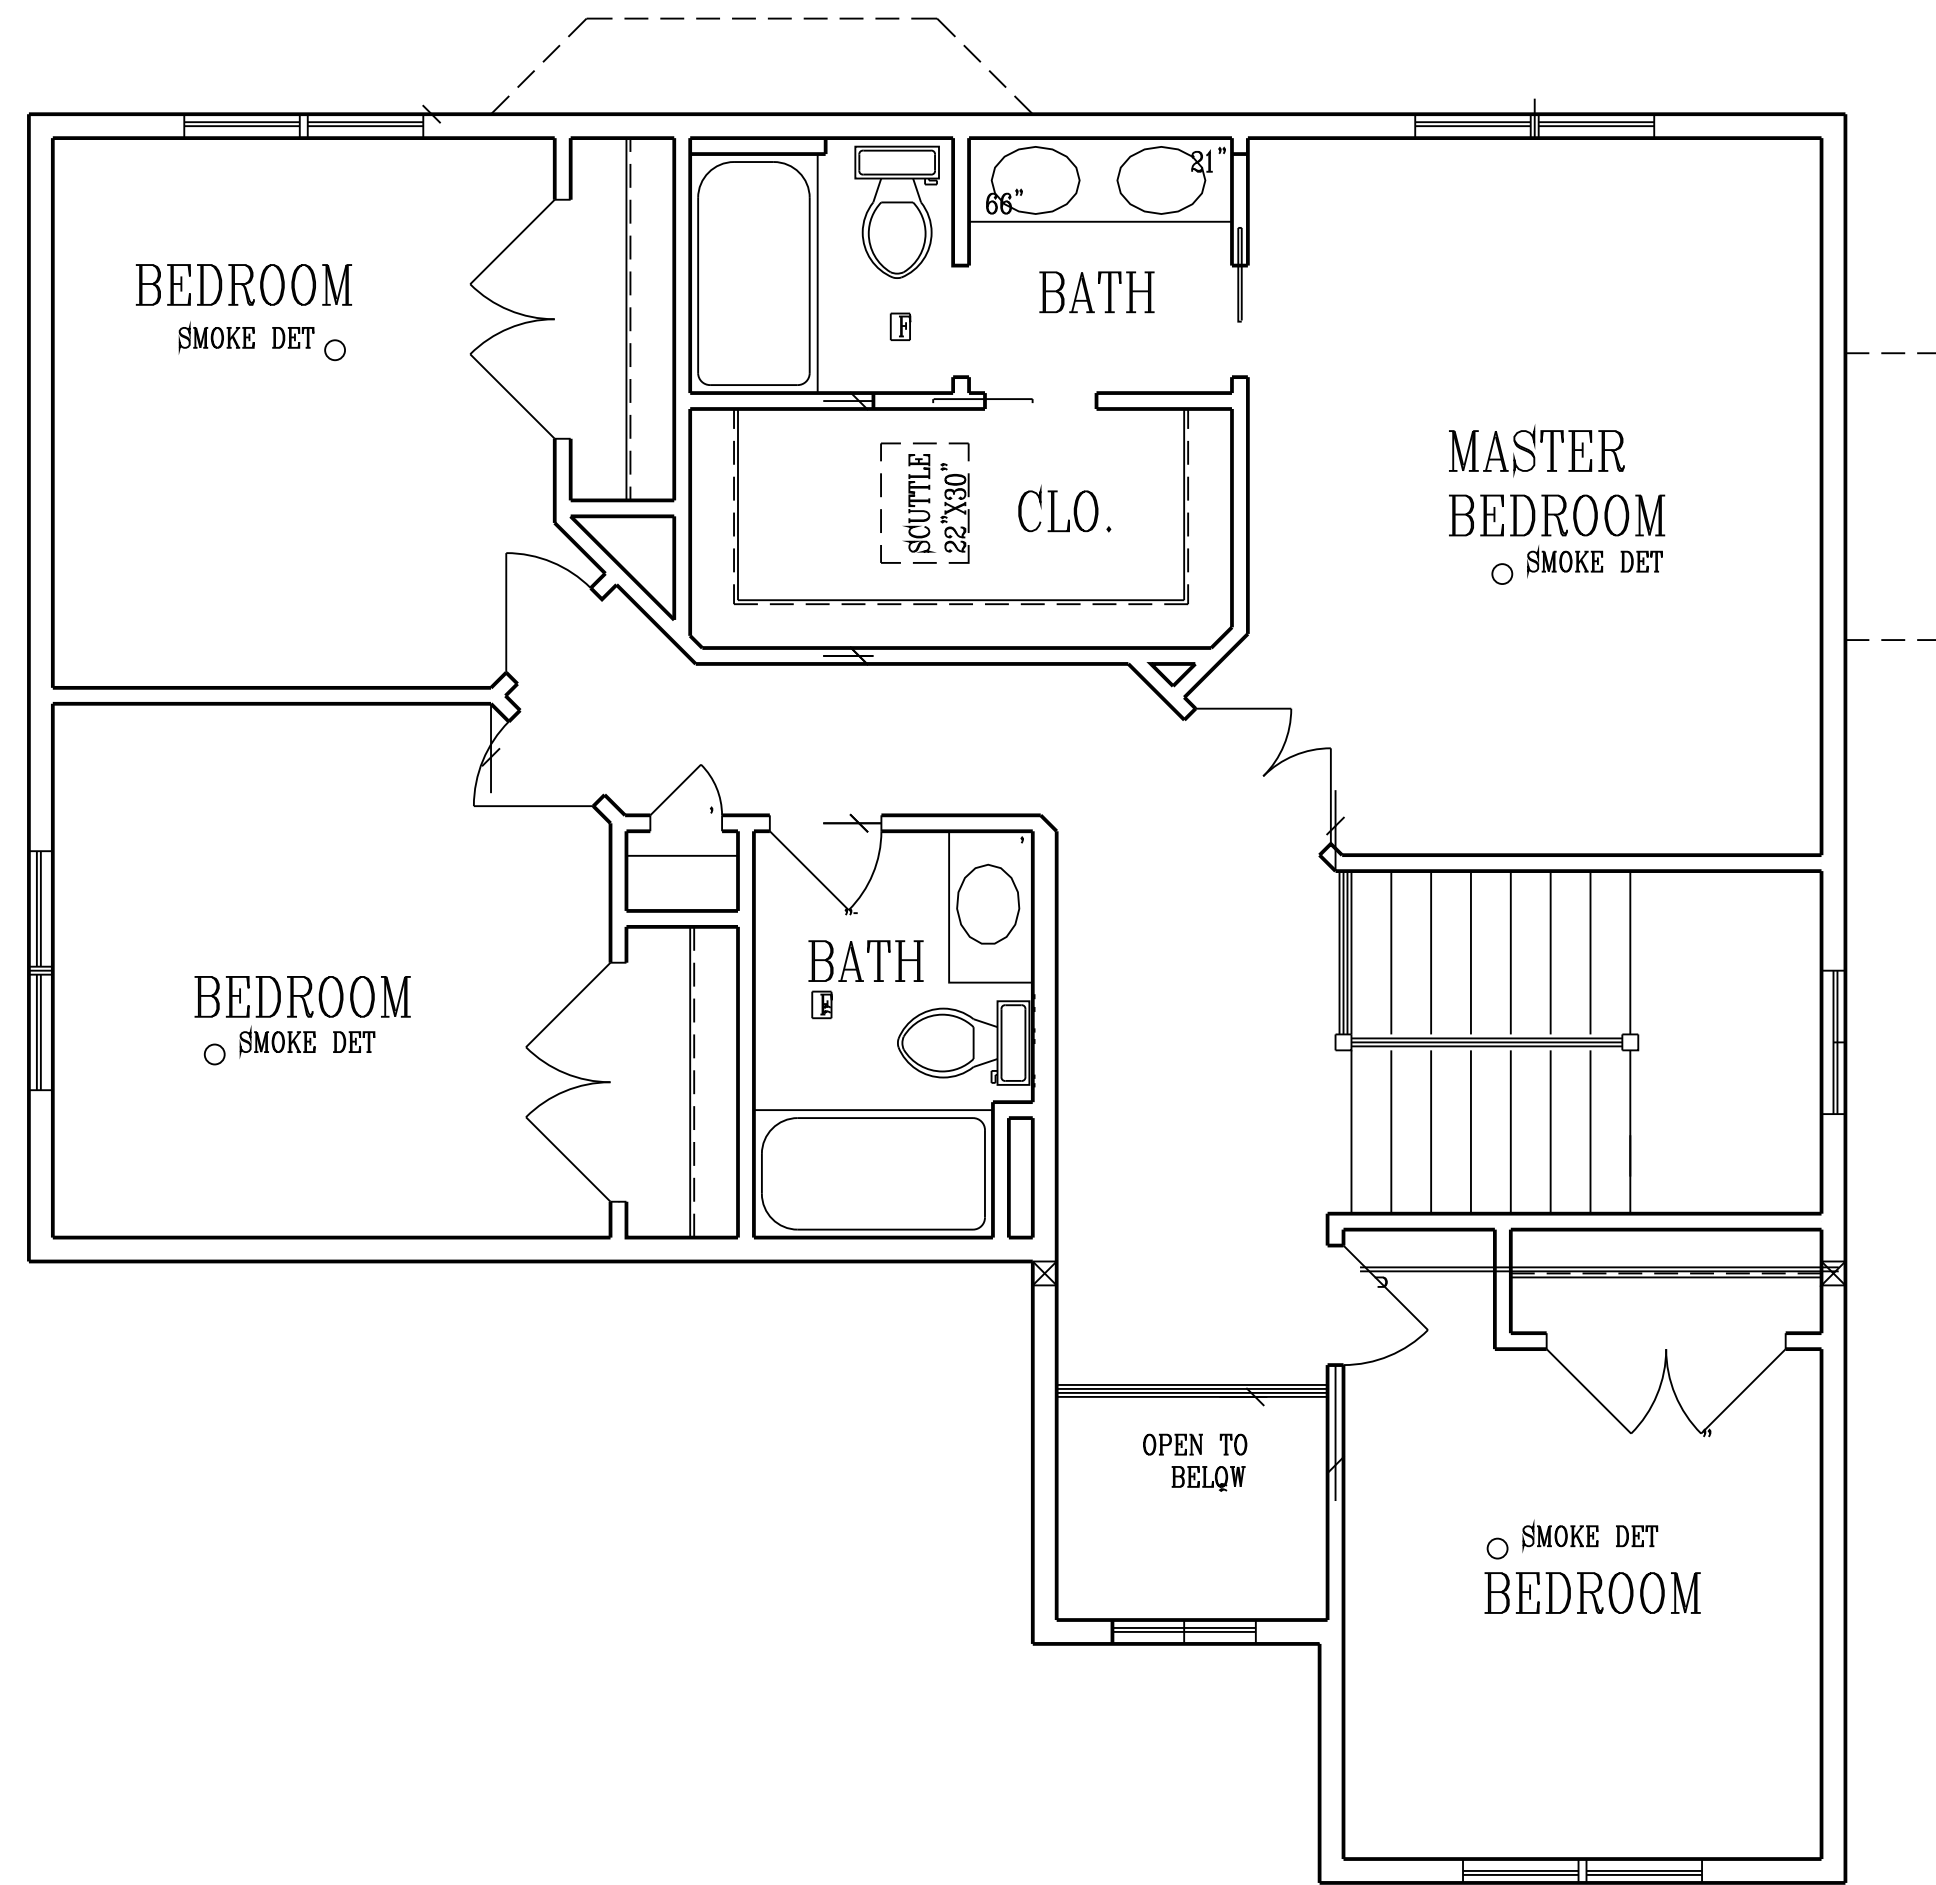 21"
66"
BEDROOM
SMOKE DET
BATH
F
SCUTTLE
22"X30"
CLO.
MASTER
BEDROOM
SMOKE DET
BATH
F
BEDROOM
SMOKE DET
OPEN TO
BELOW
SMOKE DET
BEDROOM